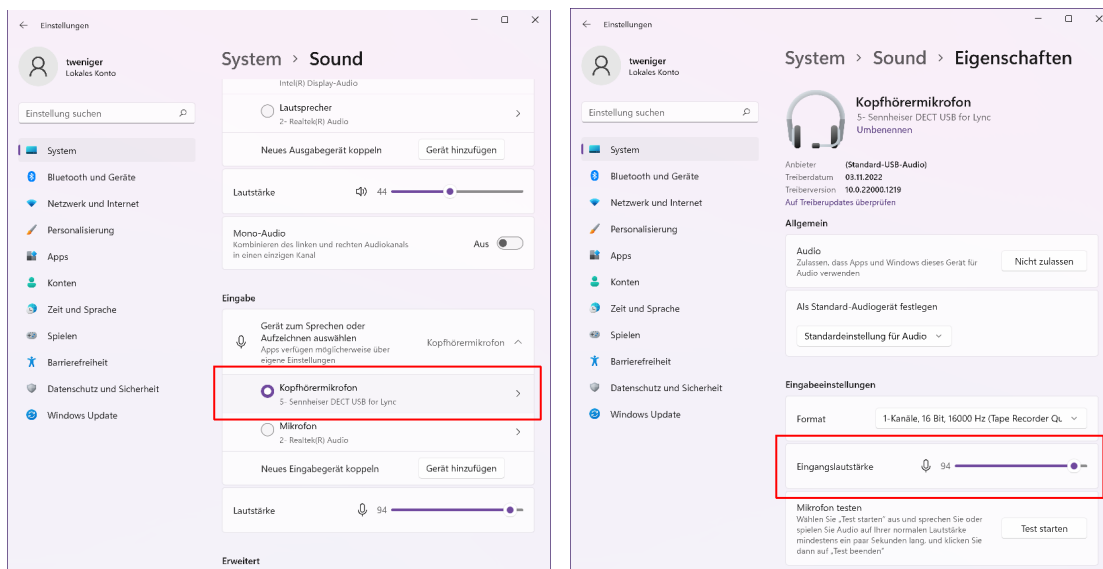 Einstellungen
tweniger
Lokales Konto
Einstellung suchen
System
Bluetooth und Geräte
Netzwerk und Internet
Personalisierung
Apps
Konten
Zeit und Sprache
Spielen
Barrierefreiheit
Datenschutz und Sicherheit
Windows Update
System > Sound
Intel(R) Display-Audio
Lautsprecher
2- Realtek(R) Audio
Neues Ausgabegerät koppeln
Gerät hinzufügen
Lautstärke
44
Mono-Audio
Kombinieren des linken und rechten Audiokanals
in einen einzigen Kanal
Aus
Eingabe
Gerät zum Sprechen oder
Aufzeichnen auswählen
Apps verfügen möglicherweise über
eigene Einstellungen
Kopfhörermikrofon
Kopfhörermikrofon
5- Sennheiser DECT USB for Lync
Mikrofon
2- Realtek(R) Audio
Neues Eingabegerät koppeln
Gerät hinzufügen
Lautstärke
94
Erweitert
Einstellungen
tweniger
Lokales Konto
Einstellung suchen
System
Bluetooth und Geräte
Netzwerk und Internet
Personalisierung
Apps
Konten
Zeit und Sprache
Spielen
Barrierefreiheit
Datenschutz und Sicherheit
Windows Update
System > Sound > Eigenschaften
Kopfhörermikrofon
5- Sennheiser DECT USB for Lync
Umbenennen
Anbieter (Standard-USB-Audio)
Treiberdatum 03.11.2022
Treiberversion 10.0.22000.1219
Auf Treiberupdates überprüfen
Allgemein
Audio
Zulassen, dass Apps und Windows dieses Gerät für
Audio verwenden
Nicht zulassen
Als Standard-Audiogerät festlegen
Standardeinstellung für Audio
Eingabeeinstellungen
Format
1-Kanäle, 16 Bit, 16000 Hz (Tape Recorder Qu
Eingangslautstärke
94
Mikrofon testen
Wählen Sie „Test starten" aus und sprechen Sie oder
spielen Sie Audio auf Ihrer normalen Lautstärke
mindestens ein paar Sekunden lang, und klicken Sie
dann auf „Test beenden"
Test starten